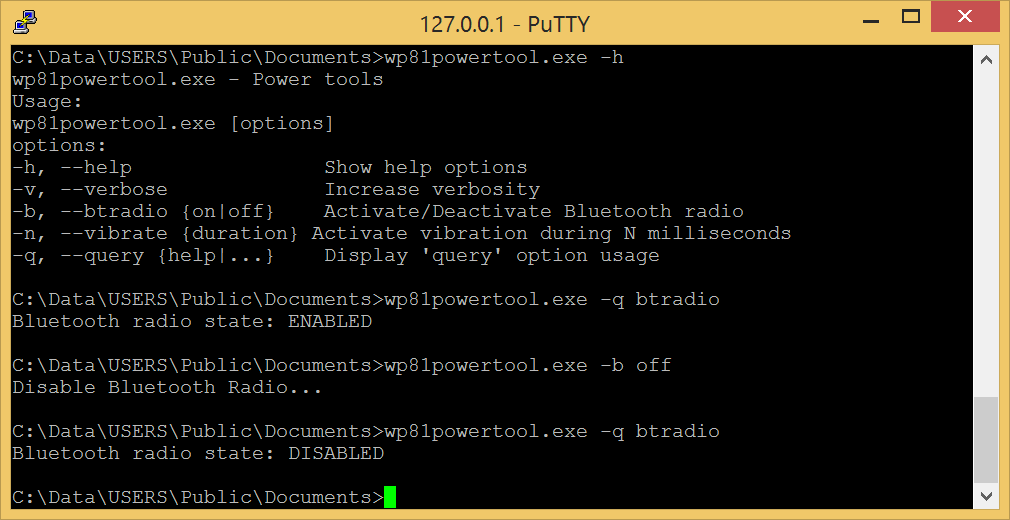 127.0.0.1 - PuTTY
C:\Data\USERS\Public\Documents>wp81powertool.exe -h
wp81powertool.exe - Power tools
Usage:
wp81powertool.exe [options]
options:
-h, --help                Show help options
-v, --verbose             Increase verbosity
-b, --btradio {on|off}    Activate/Deactivate Bluetooth radio
-n, --vibrate {duration} Activate vibration during N milliseconds
-q, --query {help|...}    Display 'query' option usage
C:\Data\USERS\Public\Documents>wp81powertool.exe -q btradio
Bluetooth radio state: ENABLED
C:\Data\USERS\Public\Documents>wp81powertool.exe -b off
Disable Bluetooth Radio...
C:\Data\USERS\Public\Documents>wp81powertool.exe -q btradio
Bluetooth radio state: DISABLED
C:\Data\USERS\Public\Documents>